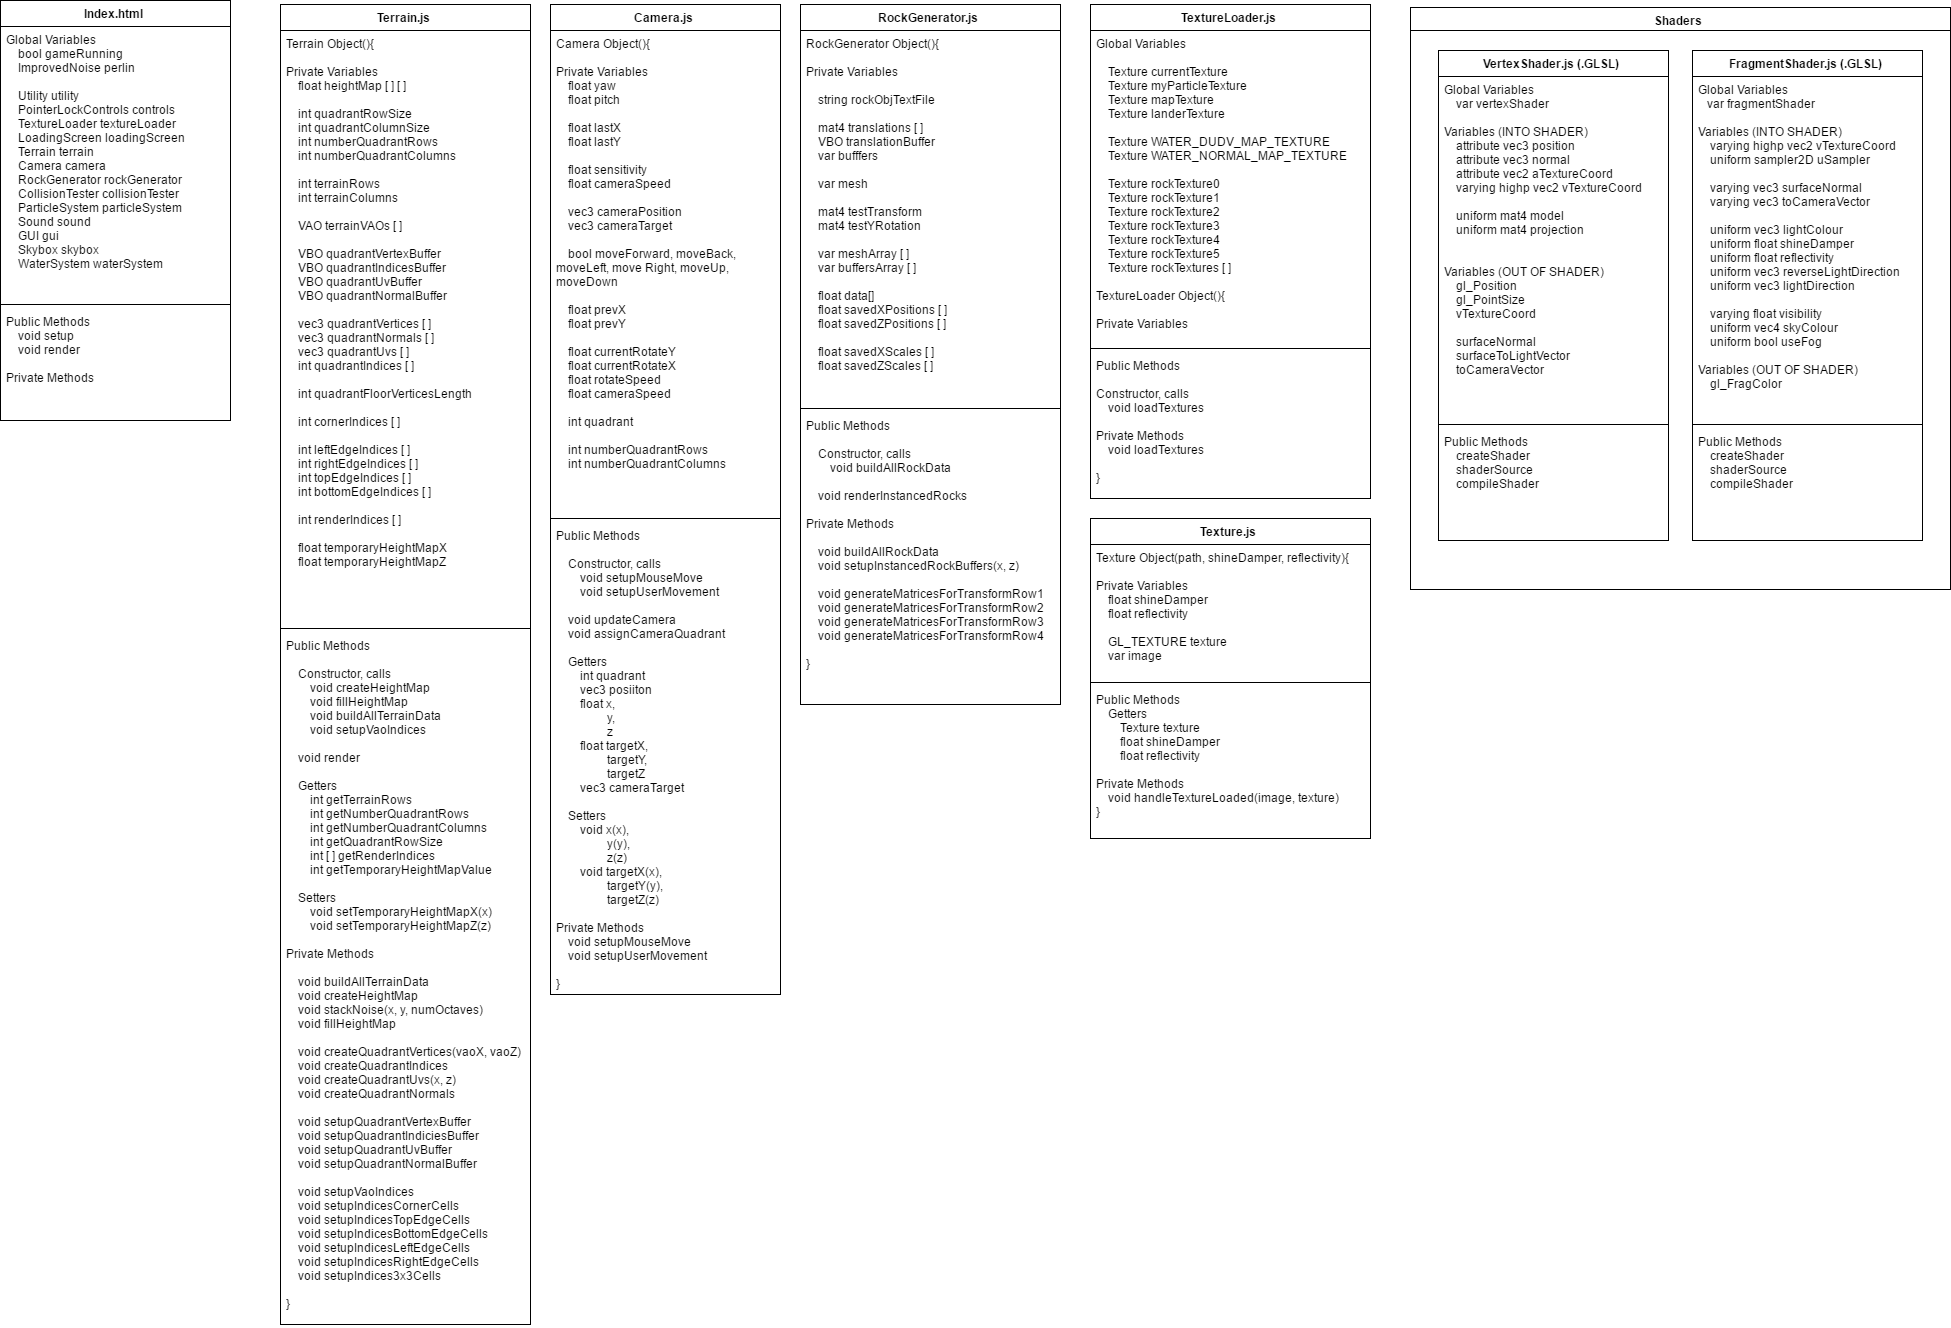 Index.html
Global Variables
bool gameRunning
ImprovedNoise perlin
Utility utility
PointerLockControls controls
TextureLoader textureLoader
LoadingScreen loadingScreen
Terrain terrain
Camera camera
RockGenerator rockGenerator
CollisionTester collisionTester
ParticleSystem particleSystem
Sound sound
GUI gui
Skybox skybox
WaterSystem waterSystem
Public Methods
void setup
void render
Private Methods
Terrain.js
Terrain Object(){
Private Variables
float heightMap [ ] [ ]
int quadrantRowSize
int quadrantColumnSize
int numberQuadrantRows
int numberQuadrantColumns
int terrainRows
int terrainColumns
VAO terrainVAOs [ ]
VBO quadrantVertexBuffer
VBO quadrantIndicesBuffer
VBO quadrantUvBuffer
VBO quadrantNormalBuffer
vec3 quadrantVertices [ ]
vec3 quadrantNormals [ ]
vec3 quadrantUvs [ ]
int quadrantIndices [ ]
int quadrantFloorVerticesLength
int cornerIndices [ ]
int leftEdgeIndices [ ]
int rightEdgeIndices [ ]
int topEdgeIndices [ ]
int bottomEdgeIndices [ ]
int renderIndices [ ]
float temporaryHeightMapX
float temporaryHeightMapZ
Public Methods
Constructor, calls
void createHeightMap
void fillHeightMap
void buildAllTerrainData
void setupVaoIndices
void render
Getters
int getTerrainRows
int getNumberQuadrantRows
int getNumberQuadrantColumns
int getQuadrantRowSize
int [ ] getRenderIndices
int getTemporaryHeightMapValue
Setters
void setTemporaryHeightMapX(x)
void setTemporaryHeightMapZ(z)
Private Methods
void buildAllTerrainData
void createHeightMap
void stackNoise(x, y, numOctaves)
void fillHeightMap
void createQuadrantVertices(vaoX, vaoZ)
void createQuadrantIndices
void createQuadrantUvs(x, z)
void createQuadrantNormals
void setupQuadrantVertexBuffer
void setupQuadrantIndiciesBuffer
void setupQuadrantUvBuffer
void setupQuadrantNormalBuffer
void setupVaoIndices
void setupIndicesCornerCells
void setupIndicesTopEdgeCells
void setupIndicesBottomEdgeCells
void setupIndicesLeftEdgeCells
void setupIndicesRightEdgeCells
void setupIndices3x3Cells
}
Camera.js
Camera Object(){
Private Variables
float yaw
float pitch
float lastX
float lastY
float sensitivity
float cameraSpeed
vec3 cameraPosition
vec3 cameraTarget
bool moveForward, moveBack,
moveLeft, move Right, moveUp,
moveDown
float prevX
float prevY
float currentRotateY
float currentRotateX
float rotateSpeed
float cameraSpeed
int quadrant
int numberQuadrantRows
int numberQuadrantColumns
Public Methods
Constructor, calls
void setupMouseMove
void setupUserMovement
void updateCamera
void assignCameraQuadrant
Getters
int quadrant
vec3 posiiton
float x,
y,
z
float targetX,
targetY,
targetZ
vec3 cameraTarget
Setters
void x(x),
y(y),
z(z)
void targetX(x),
targetY(y),
targetZ(z)
Private Methods
void setupMouseMove
void setupUserMovement
}
RockGenerator.js
RockGenerator Object(){
Private Variables
string rockObjTextFile
mat4 translations [ ]
VBO translationBuffer
var bufffers
var mesh
mat4 testTransform
mat4 testYRotation
var meshArray [ ]
var buffersArray [ ]
float data[]
float savedXPositions [ ]
float savedZPositions [ ]
float savedXScales [ ]
float savedZScales [ ]
Public Methods
Constructor, calls
void buildAllRockData
void renderInstancedRocks
Private Methods
void buildAllRockData
void setupInstancedRockBuffers(x, z)
void generateMatricesForTransformRow1
void generateMatricesForTransformRow2
void generateMatricesForTransformRow3
void generateMatricesForTransformRow4
}
TextureLoader.js
Global Variables
Texture currentTexture
Texture myParticleTexture
Texture mapTexture
Texture landerTexture
Texture WATER_DUDV_MAP_TEXTURE
Texture WATER_NORMAL_MAP_TEXTURE
Texture rockTexture0
Texture rockTexture1
Texture rockTexture2
Texture rockTexture3
Texture rockTexture4
Texture rockTexture5
Texture rockTextures [ ]
TextureLoader Object(){
Private Variables
Public Methods
Constructor, calls
void loadTextures
Private Methods
void loadTextures
}
Texture.js
Texture Object(path, shineDamper, reflectivity){
Private Variables
float shineDamper
float reflectivity
GL_TEXTURE texture
var image
Public Methods
Getters
Texture texture
float shineDamper
float reflectivity
Private Methods
void handleTextureLoaded(image, texture)
}
Shaders
VertexShader.js (.GLSL)
Global Variables
var vertexShader
Variables (INTO SHADER)
attribute vec3 position
attribute vec3 normal
attribute vec2 aTextureCoord
varying highp vec2 vTextureCoord
uniform mat4 model
uniform mat4 projection
Variables (OUT OF SHADER)
gl_Position
gl_PointSize
vTextureCoord
surfaceNormal
surfaceToLightVector
toCameraVector
Public Methods
createShader
shaderSource
compileShader
FragmentShader.js (.GLSL)
Global Variables
var fragmentShader
Variables (INTO SHADER)
varying highp vec2 vTextureCoord
uniform sampler2D uSampler
varying vec3 surfaceNormal
varying vec3 toCameraVector
uniform vec3 lightColour
uniform float shineDamper
uniform float reflectivity
uniform vec3 reverseLightDirection
uniform vec3 lightDirection
varying float visibility
uniform vec4 skyColour
uniform bool useFog
Variables (OUT OF SHADER)
gl_FragColor
Public Methods
createShader
shaderSource
compileShader